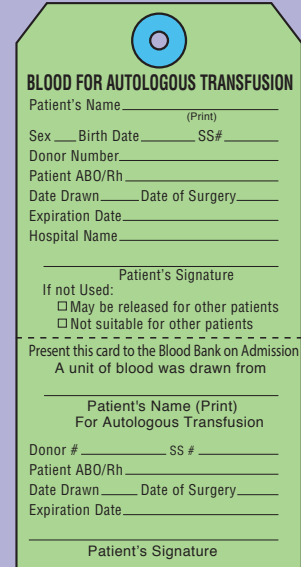 BLOOD FOR AUTOLOGOUS TRANSFUSION
Patient's Name
(Print)
Sex Birth Date SS#
Donor Number
Patient ABO/Rh
Date Drawn Date of Surgery
Expiration Date
Hospital Name
Patient's Signature
If not Used:
May be released for other patients
Not suitable for other patients
Present this card to the Blood Bank on Admission
A unit of blood was drawn from
Patient's Name (Print)
For Autologous Transfusion
Donor # SS #
Patient ABO/Rh
Date Drawn Date of Surgery
Expiration Date
Patient's Signature